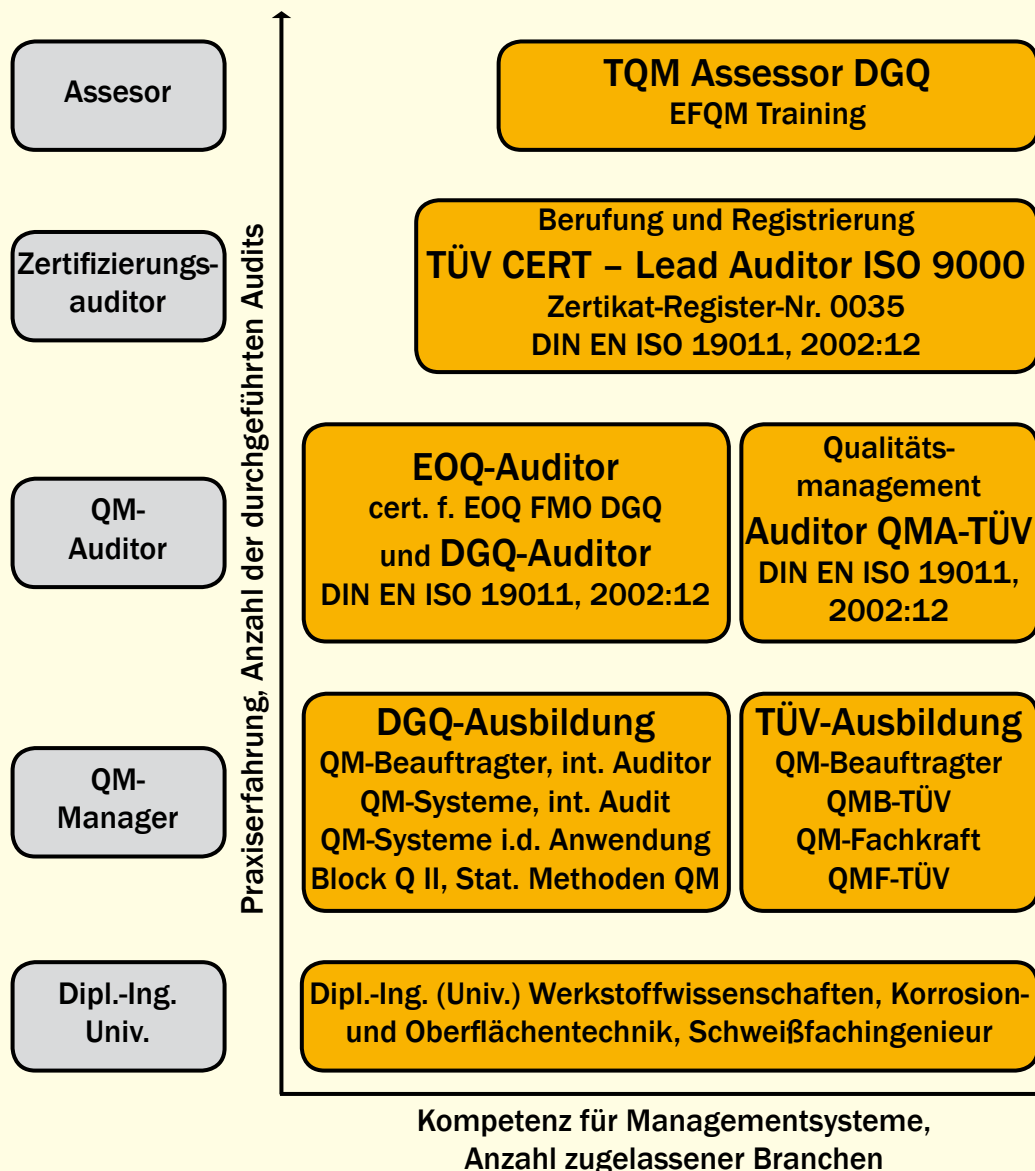 Assesor
TQM Assessor DGQ
EFQM Training
Zertifizierungs-
auditor
Berufung und Registrierung
TÜV CERT – Lead Auditor ISO 9000
Zertikat-Register-Nr. 0035
DIN EN ISO 19011, 2002:12
QM-
Auditor
EOQ-Auditor
cert. f. EOQ FMO DGQ
und DGQ-Auditor
DIN EN ISO 19011, 2002:12
Qualitäts-
management
Auditor QMA-TÜV
DIN EN ISO 19011,
2002:12
QM-
Manager
DGQ-Ausbildung
QM-Beauftragter, int. Auditor
QM-Systeme, int. Audit
QM-Systeme i.d. Anwendung
Block Q II, Stat. Methoden QM
TÜV-Ausbildung
QM-Beauftragter
QMB-TÜV
QM-Fachkraft
QMF-TÜV
Dipl.-Ing.
Univ.
Dipl.-Ing. (Univ.) Werkstoffwissenschaften, Korrosion-
und Oberflächentechnik, Schweißfachingenieur
Praxiserfahrung, Anzahl der durchgeführten Audits
Kompetenz für Managementsysteme,
Anzahl zugelassener Branchen